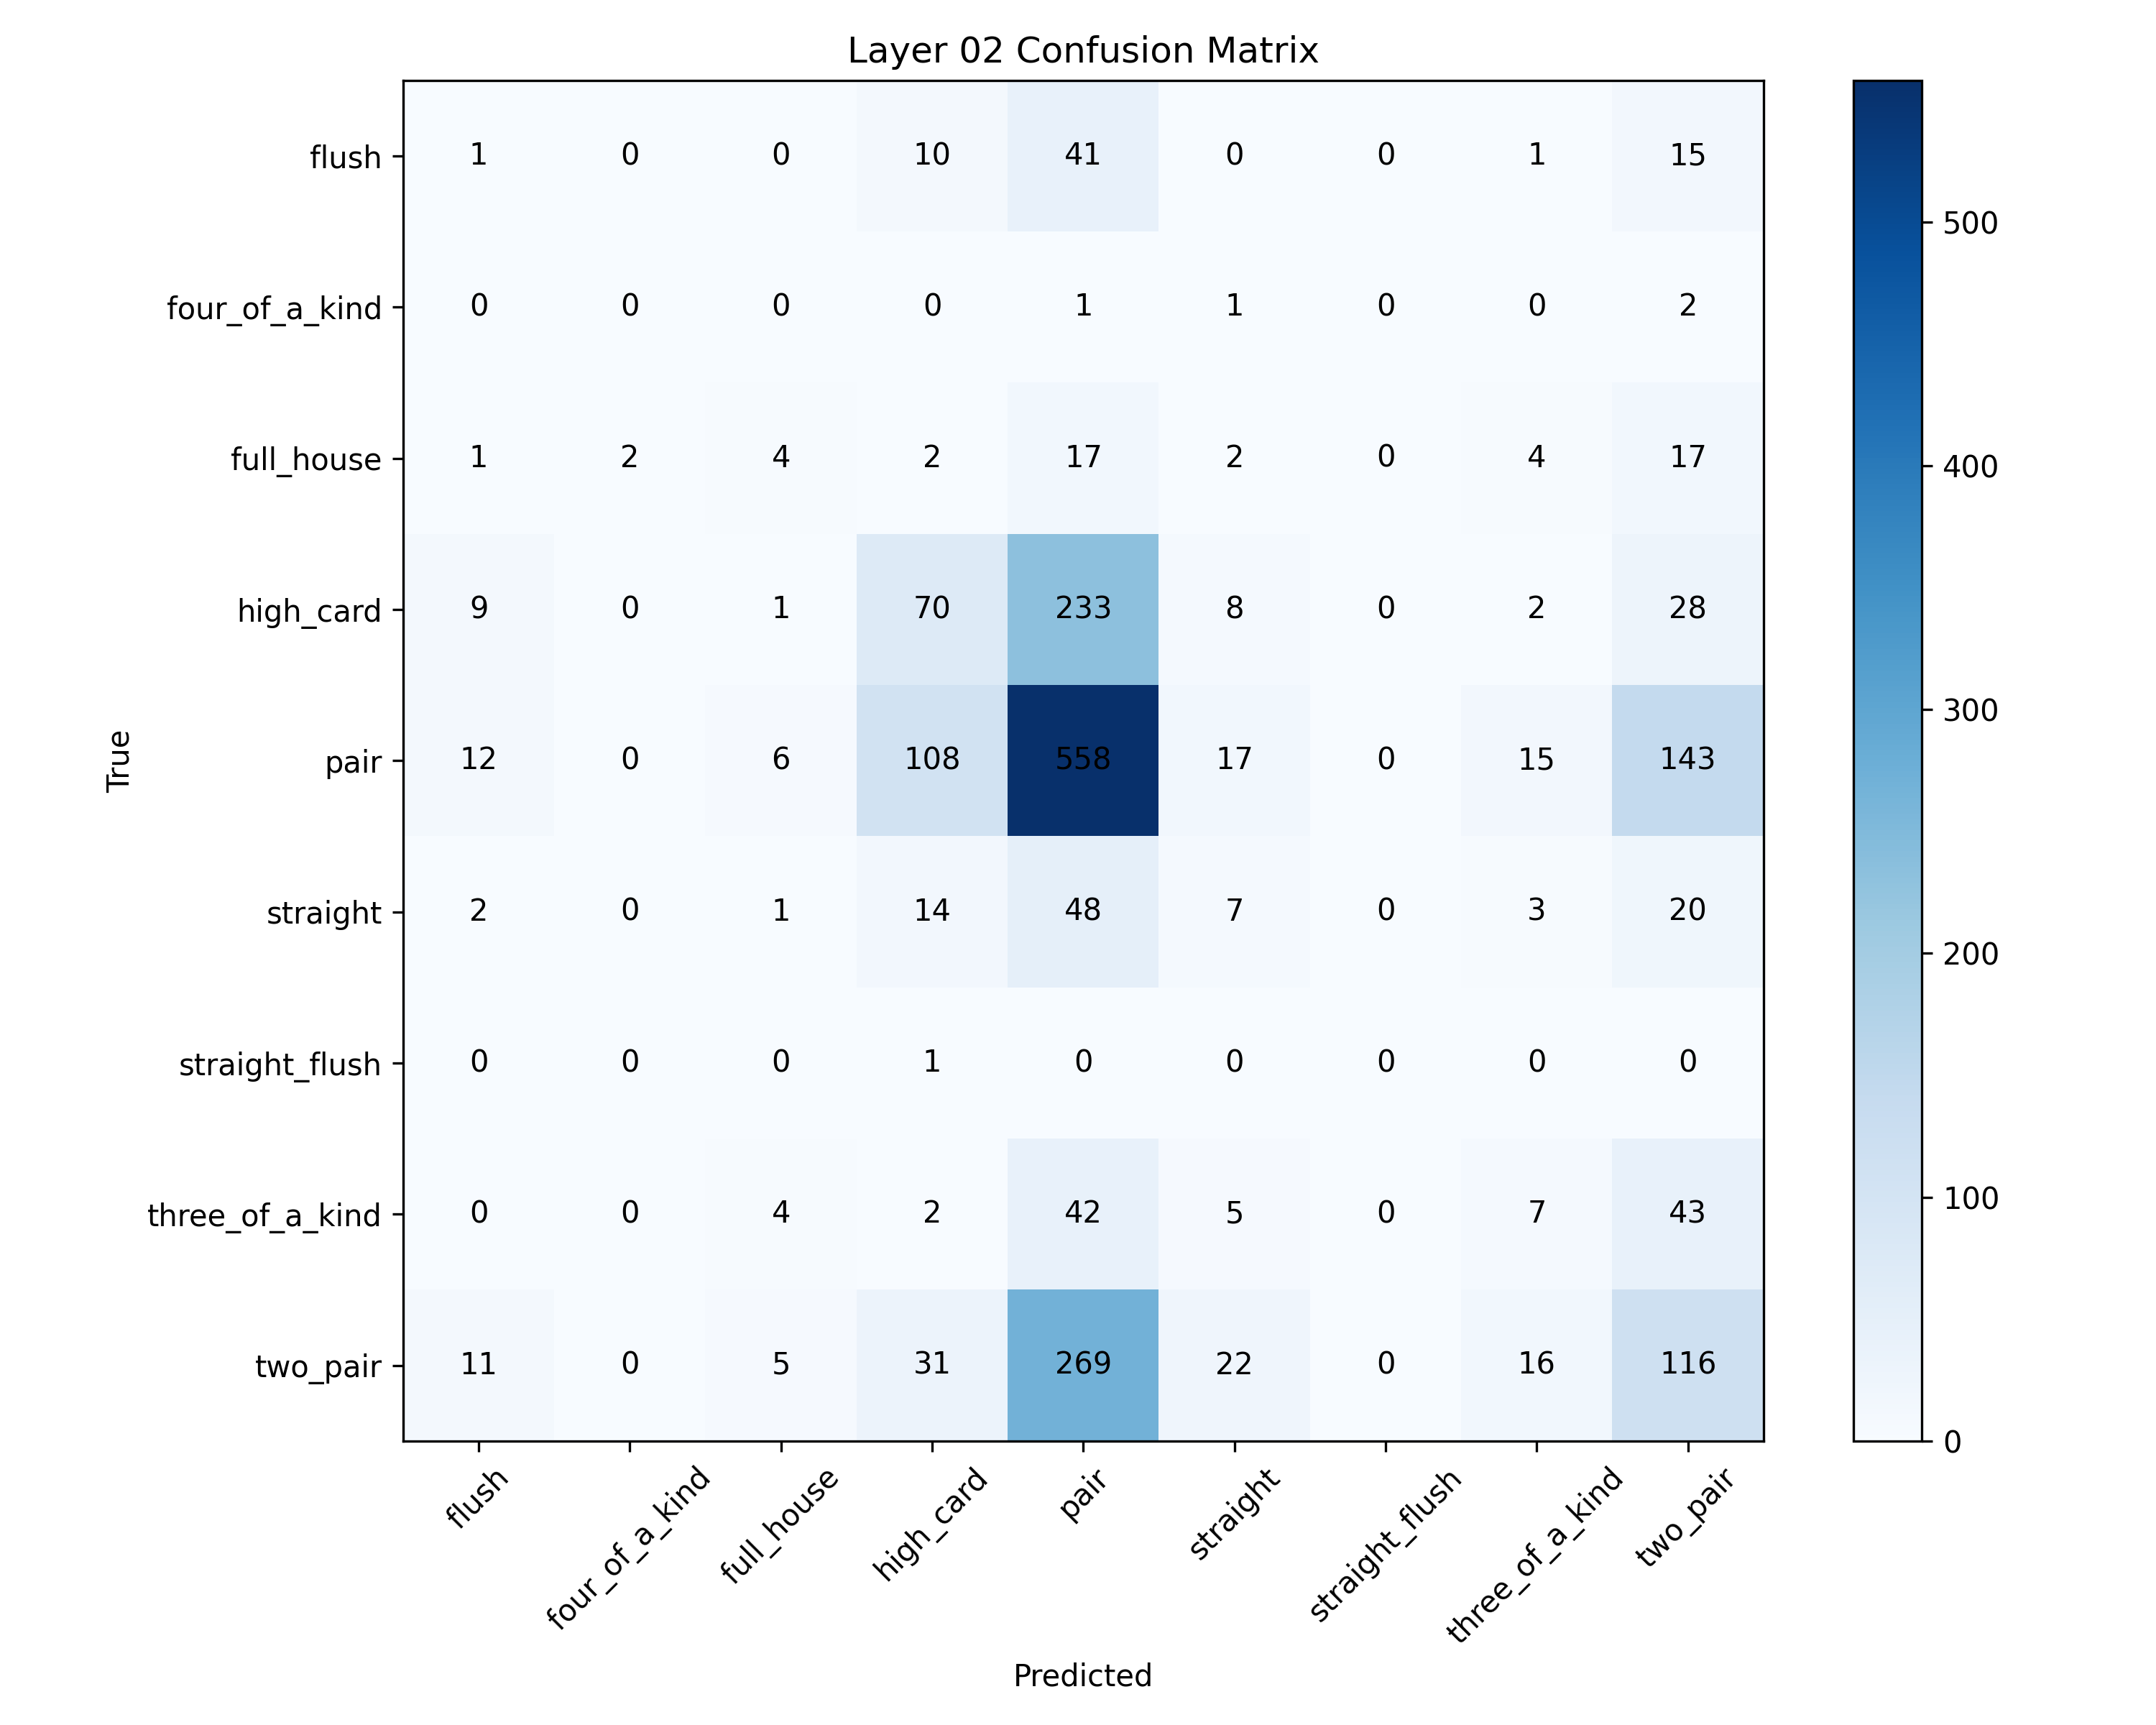 Layer 02 Confusion Matrix
flush 1 0 0 10 41 0 0 1 15
four_of_a_kind 0 0 0 0 1 1 0 0 2
full_house 1 2 4 2 17 2 0 4 17
high_card 9 0 1 70 233 8 0 2 28
pair 12 0 6 108 558 17 0 15 143
straight 2 0 1 14 48 7 0 3 20
straight_flush 0 0 0 1 0 0 0 0 0
three_of_a_kind 0 0 4 2 42 5 0 7 43
two_pair 11 0 5 31 269 22 0 16 116
True
flush four_of_a_kind full_house high_card pair straight straight_flush three_of_a_kind two_pair
Predicted
500
400
300
200
100
0